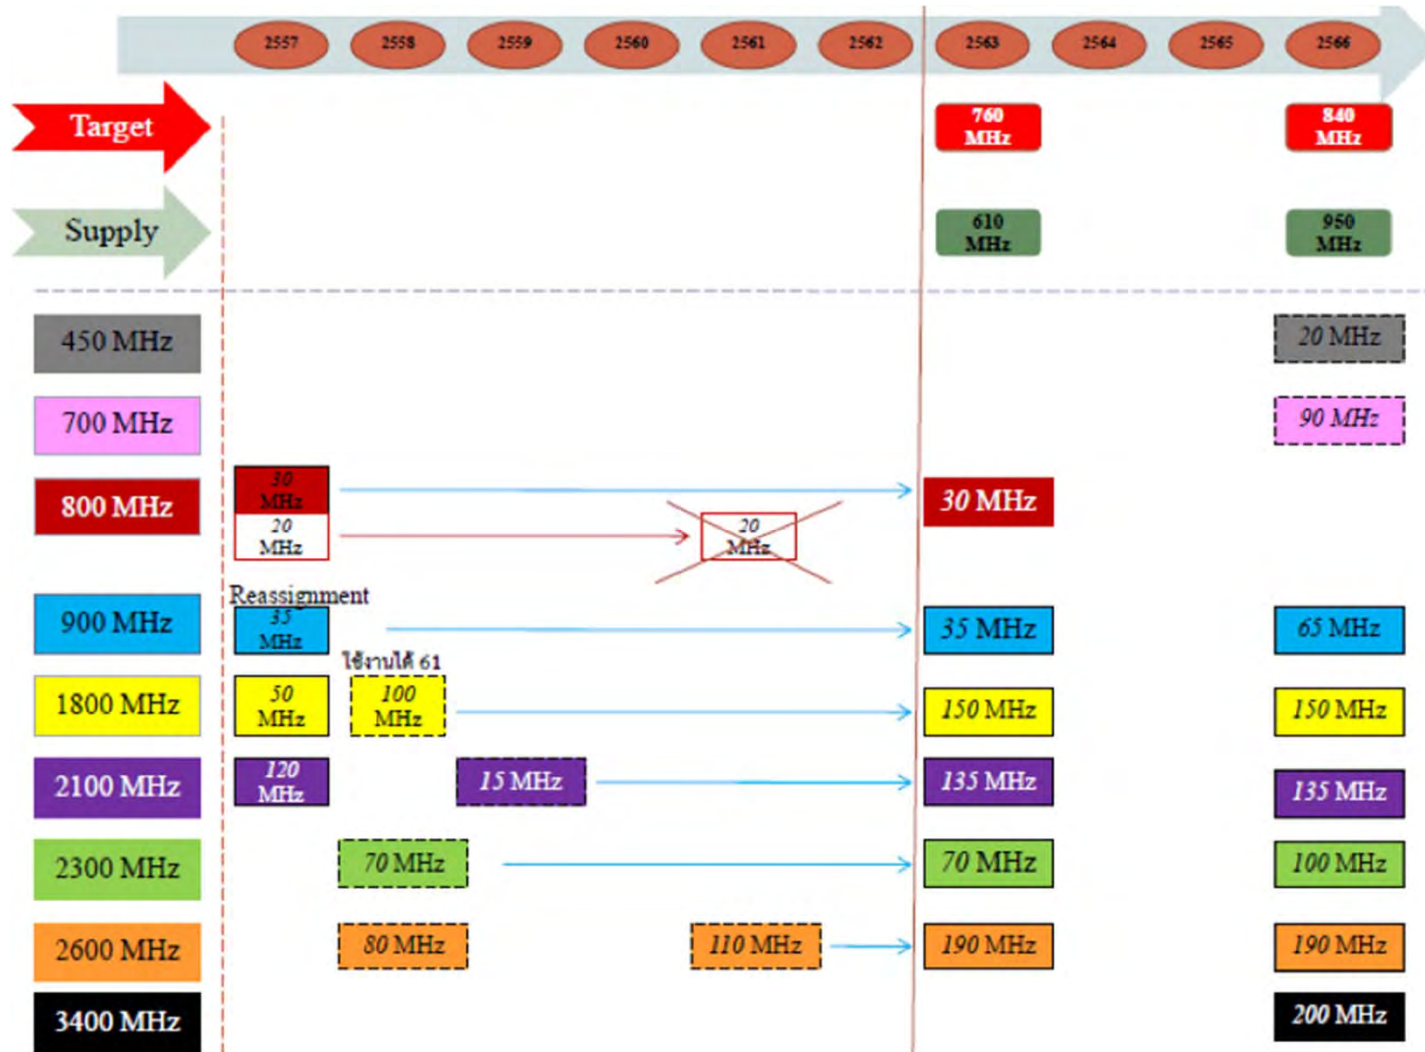 2557 2558 2559 2560 2561 2562 2563 2564 2565 2566
Target
760
MHz
840
MHz
Supply
610
MHz
950
MHz
450 MHz
20 MHz
700 MHz
90 MHz
800 MHz
30
MHz
20
MHz
20
MHz
30 MHz
Reassignment
900 MHz
35
MHz
35 MHz
65 MHz
ใช้งานได้ 61
1800 MHz
50
MHz
100
MHz
150 MHz
150 MHz
2100 MHz
120
MHz
15 MHz
135 MHz
135 MHz
2300 MHz
70 MHz
70 MHz
100 MHz
2600 MHz
80 MHz
110 MHz
190 MHz
190 MHz
3400 MHz
200 MHz